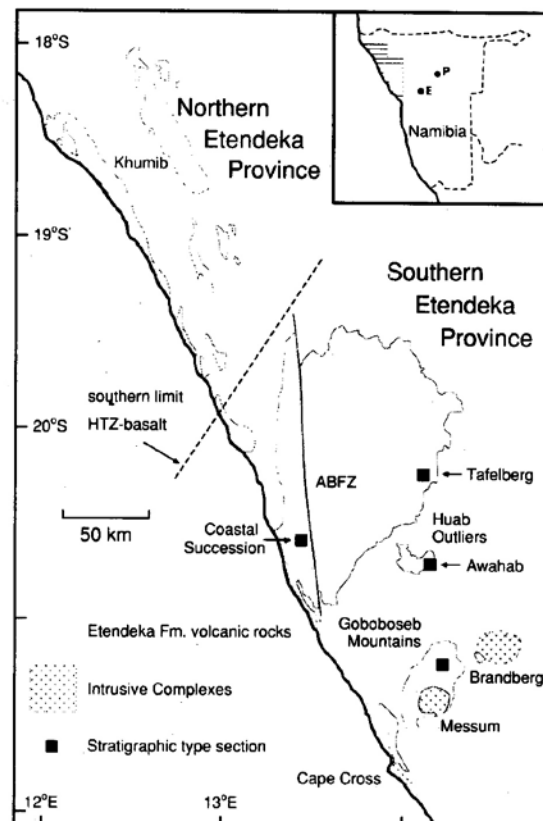 18°S
Northern
Etendeka
Province
Khumib
P
E
Namibia
19°S
Southern
Etendeka
Province
southern limit
HTZ-basalt
20°S
ABFZ
Tafelberg
50 km
Coastal
Succession
Huab
Outliers
Awahab
Goboboseb
Mountains
Etendeka Fm. volcanic rocks
Intrusive Complexes
Brandberg
Messum
Stratigraphic type section
Cape Cross
12°E
13°